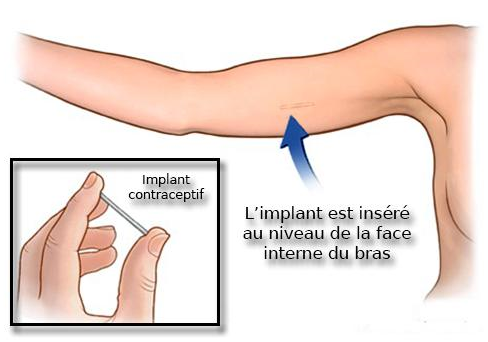 Implant
contraceptif
L'implant est inséré
au niveau de la face
interne du bras